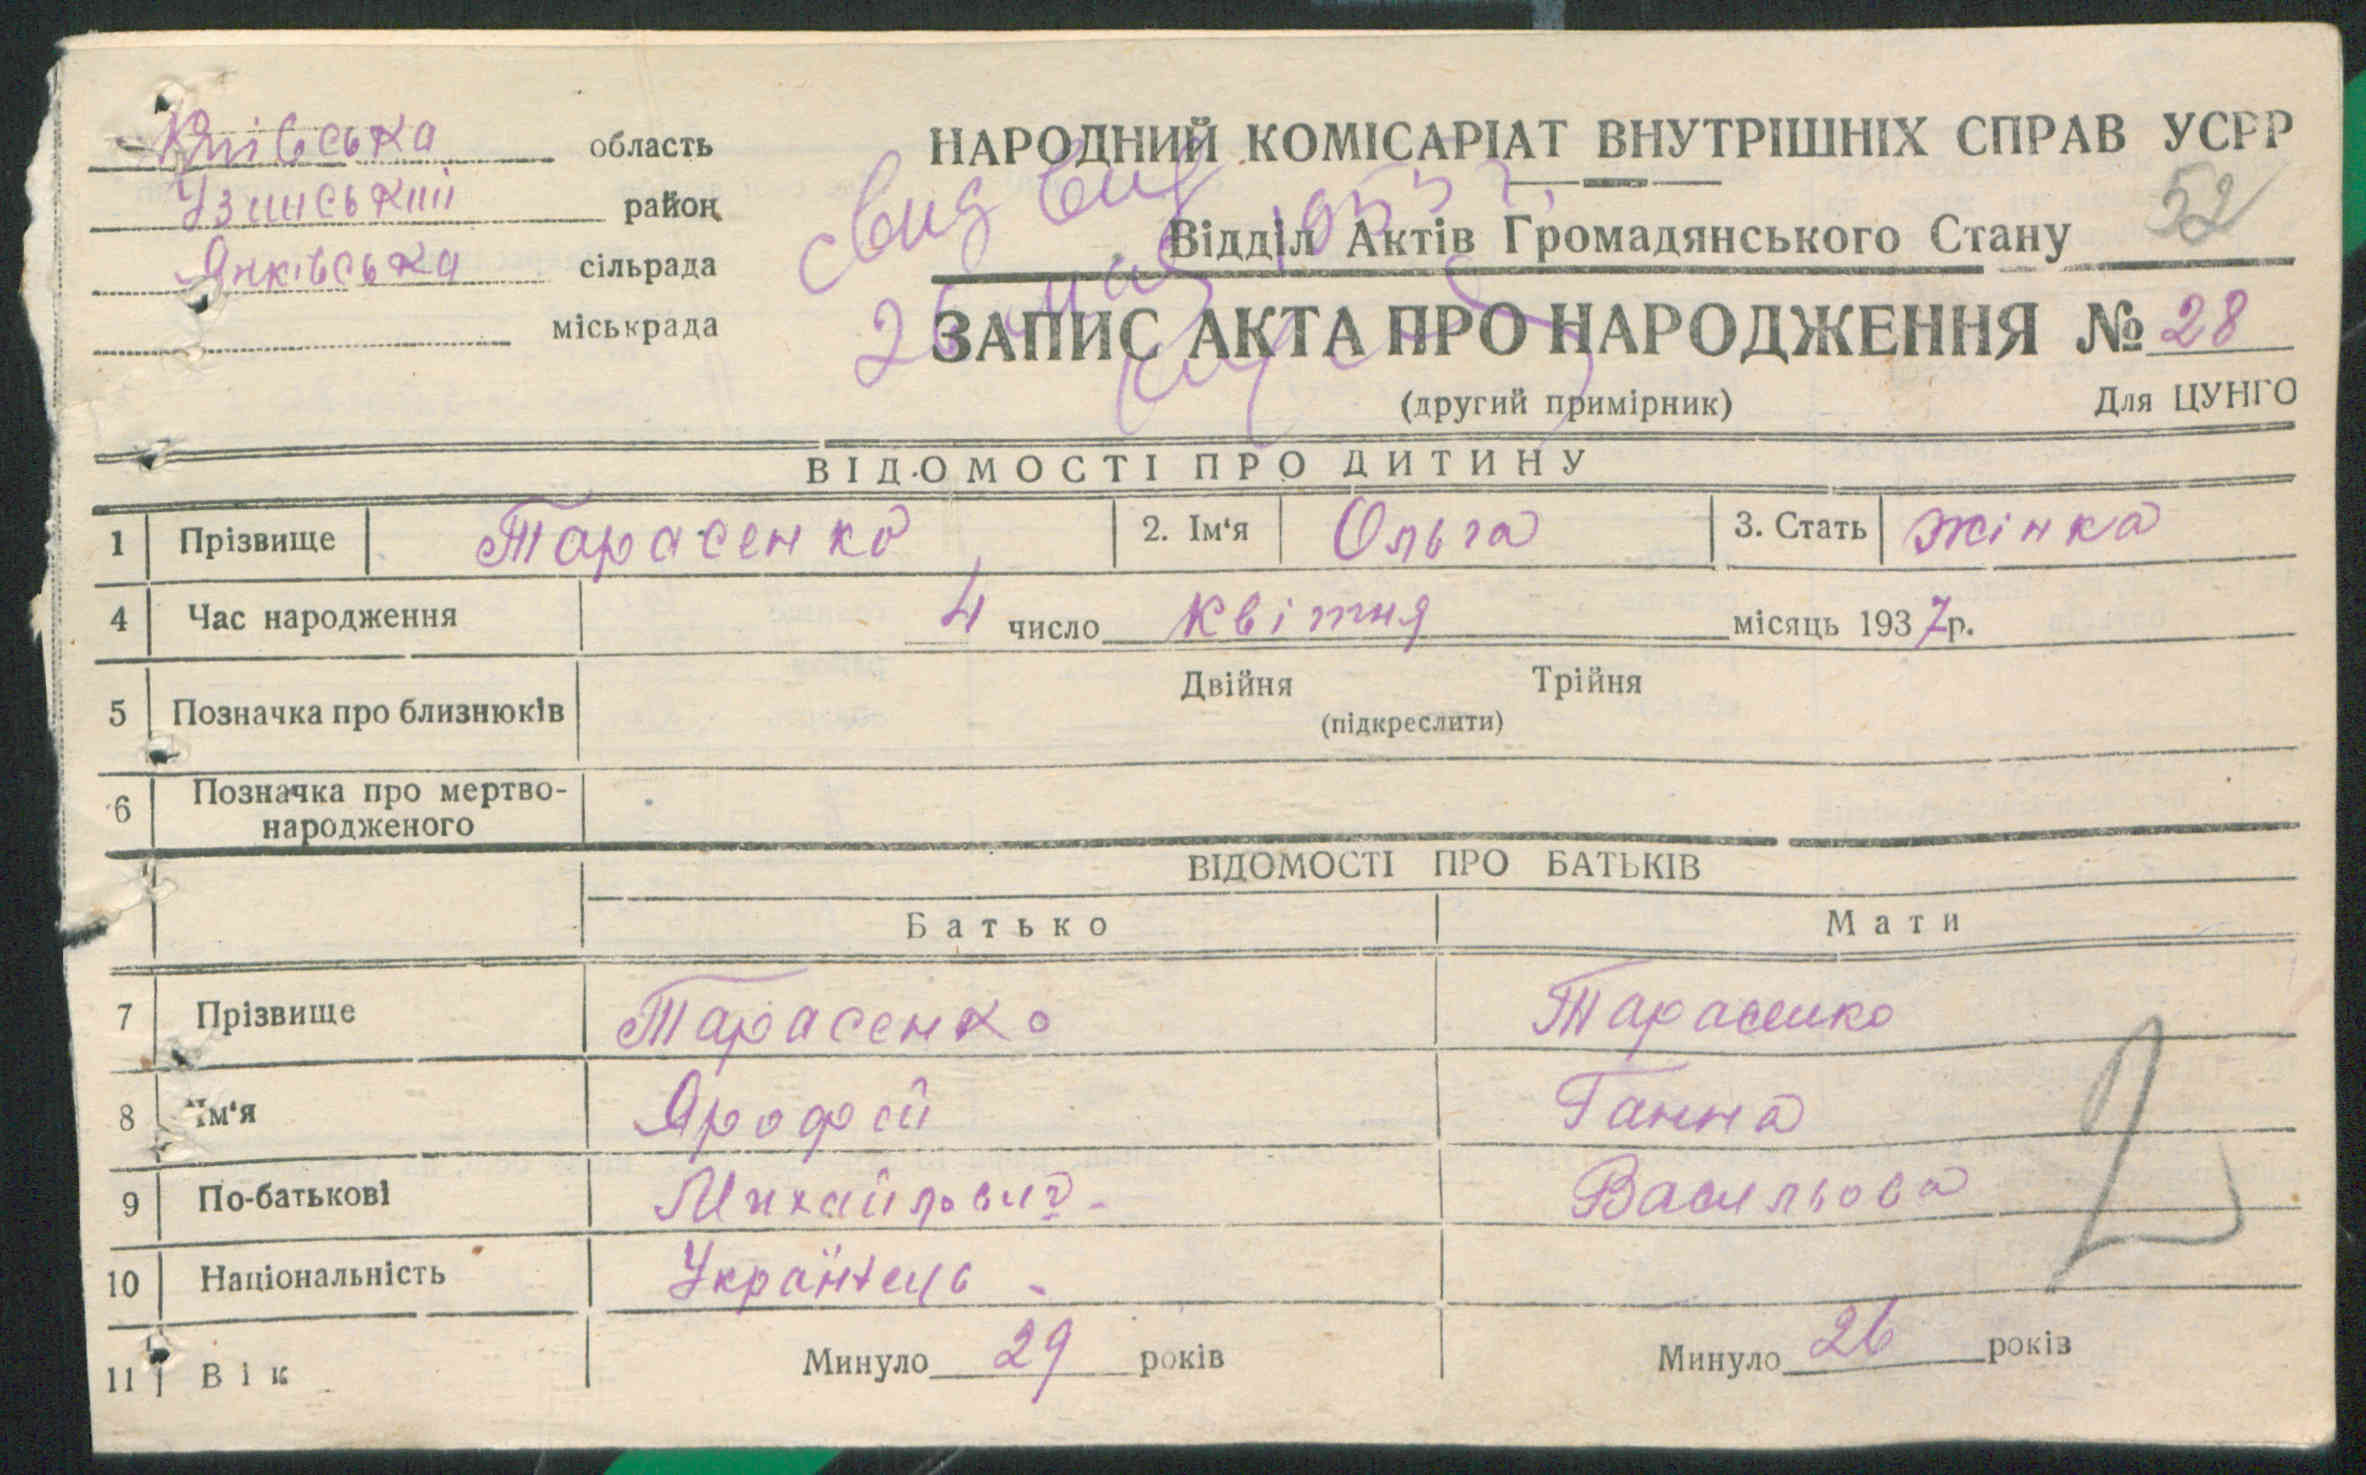 Київська область
Узинський район
Янківська сільрада
міськрада
НАРОДНИЙ КОМІСАРІАТ ВНУТРІШНІХ СПРАВ УСРР
52
Відділ Актів Громадянського Стану
ЗАПИС АКТА ПРО НАРОДЖЕННЯ № 28
(другий примірник) Для ЦУНГО
ВІДОМОСТІ ПРО ДИТИНУ
1 Прізвище Тарасенко 2. Ім'я Ольга 3. Стать жінка
4 Час народження 4 число квітня місяць 1937 р.
5 Позначка про близнюків Двійня Трійня
(підкреслити)
6 Позначка про мертво-
народженого
ВІДОМОСТІ ПРО БАТЬКІВ
Батько Мати
7 Прізвище Тарасенко Тарасенко
8 Ім'я Ярофей Ганна
9 По-батькові Михайлович - Васильова
10 Національність Українець -
11 Вік Минуло 29 років Минуло 26 років